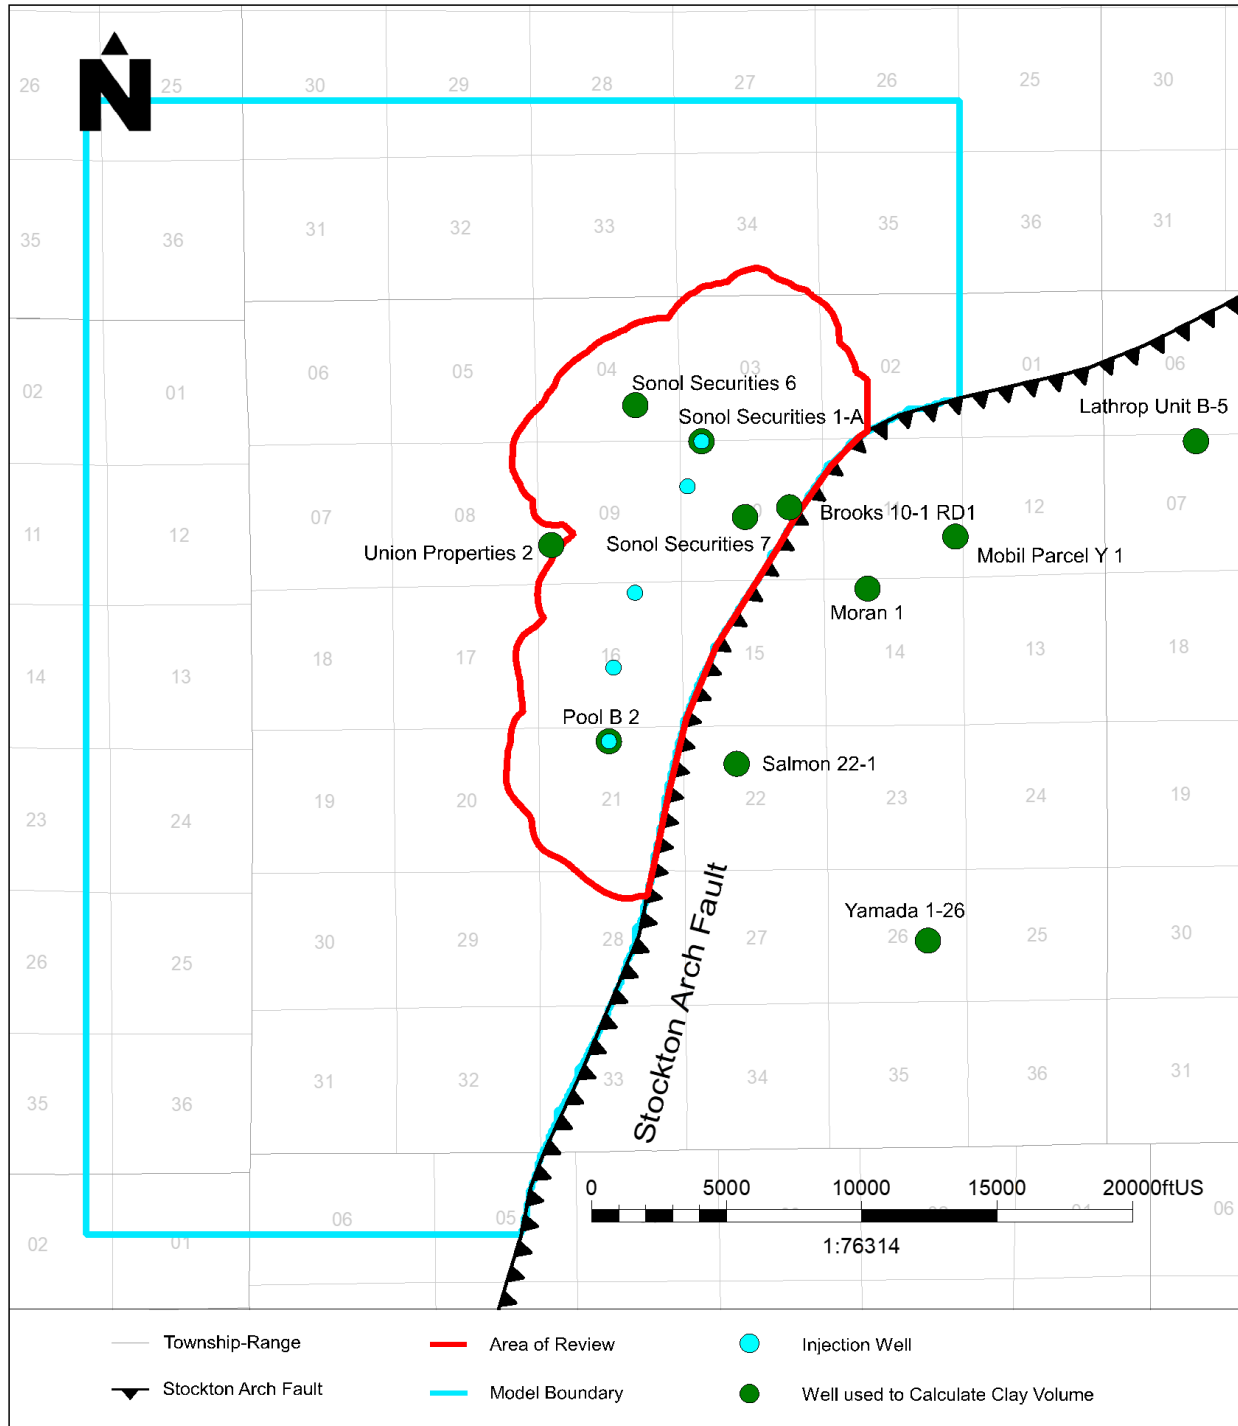 N
26 25 30 29 28 27 26 25 30
35 36 31 32 33 34 35 36 31
02 01 06 05 04 03 02 01 06
Sonol Securities 6
Sonol Securities 1-A
Lathrop Unit B-5
11 12 07 08 09 11 12 07
Brooks 10-1 RD1
Sonol Securities 7
Union Properties 2
Mobil Parcel Y 1
Moran 1
14 13 18 17 16 15 14 13 18
Pool B 2
Salmon 22-1
23 24 19 20 21 22 23 24 19
Stockton Arch Fault
Yamada 1-26
26 25 30 29 28 27 26 25 30
35 36 31 32 33 34 35 36 31
0 5000 10000 15000 20000ftUS
02 01 06 05 06
1:76314
Township-Range
Area of Review
Injection Well
Stockton Arch Fault
Model Boundary
Well used to Calculate Clay Volume